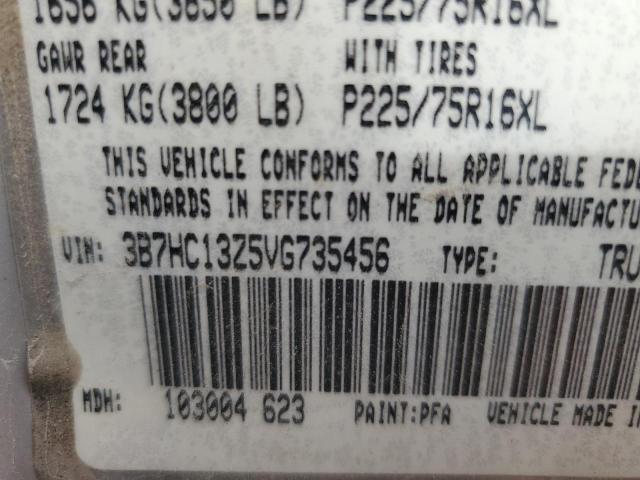 1656 KG(3650 LB) P225/75R16XL
GAWR REAR WITH TIRES
1724 KG(3800 LB) P225/75R16XL
THIS VEHICLE CONFORMS TO ALL APPLICABLE FEDE
STANDARDS IN EFFECT ON THE DATE OF MANUFACTU
VIN: 3B7HC13Z5VG735456 TYPE: TRU
MDH: 103004 623 PAINT:PFA VEHICLE MADE IN